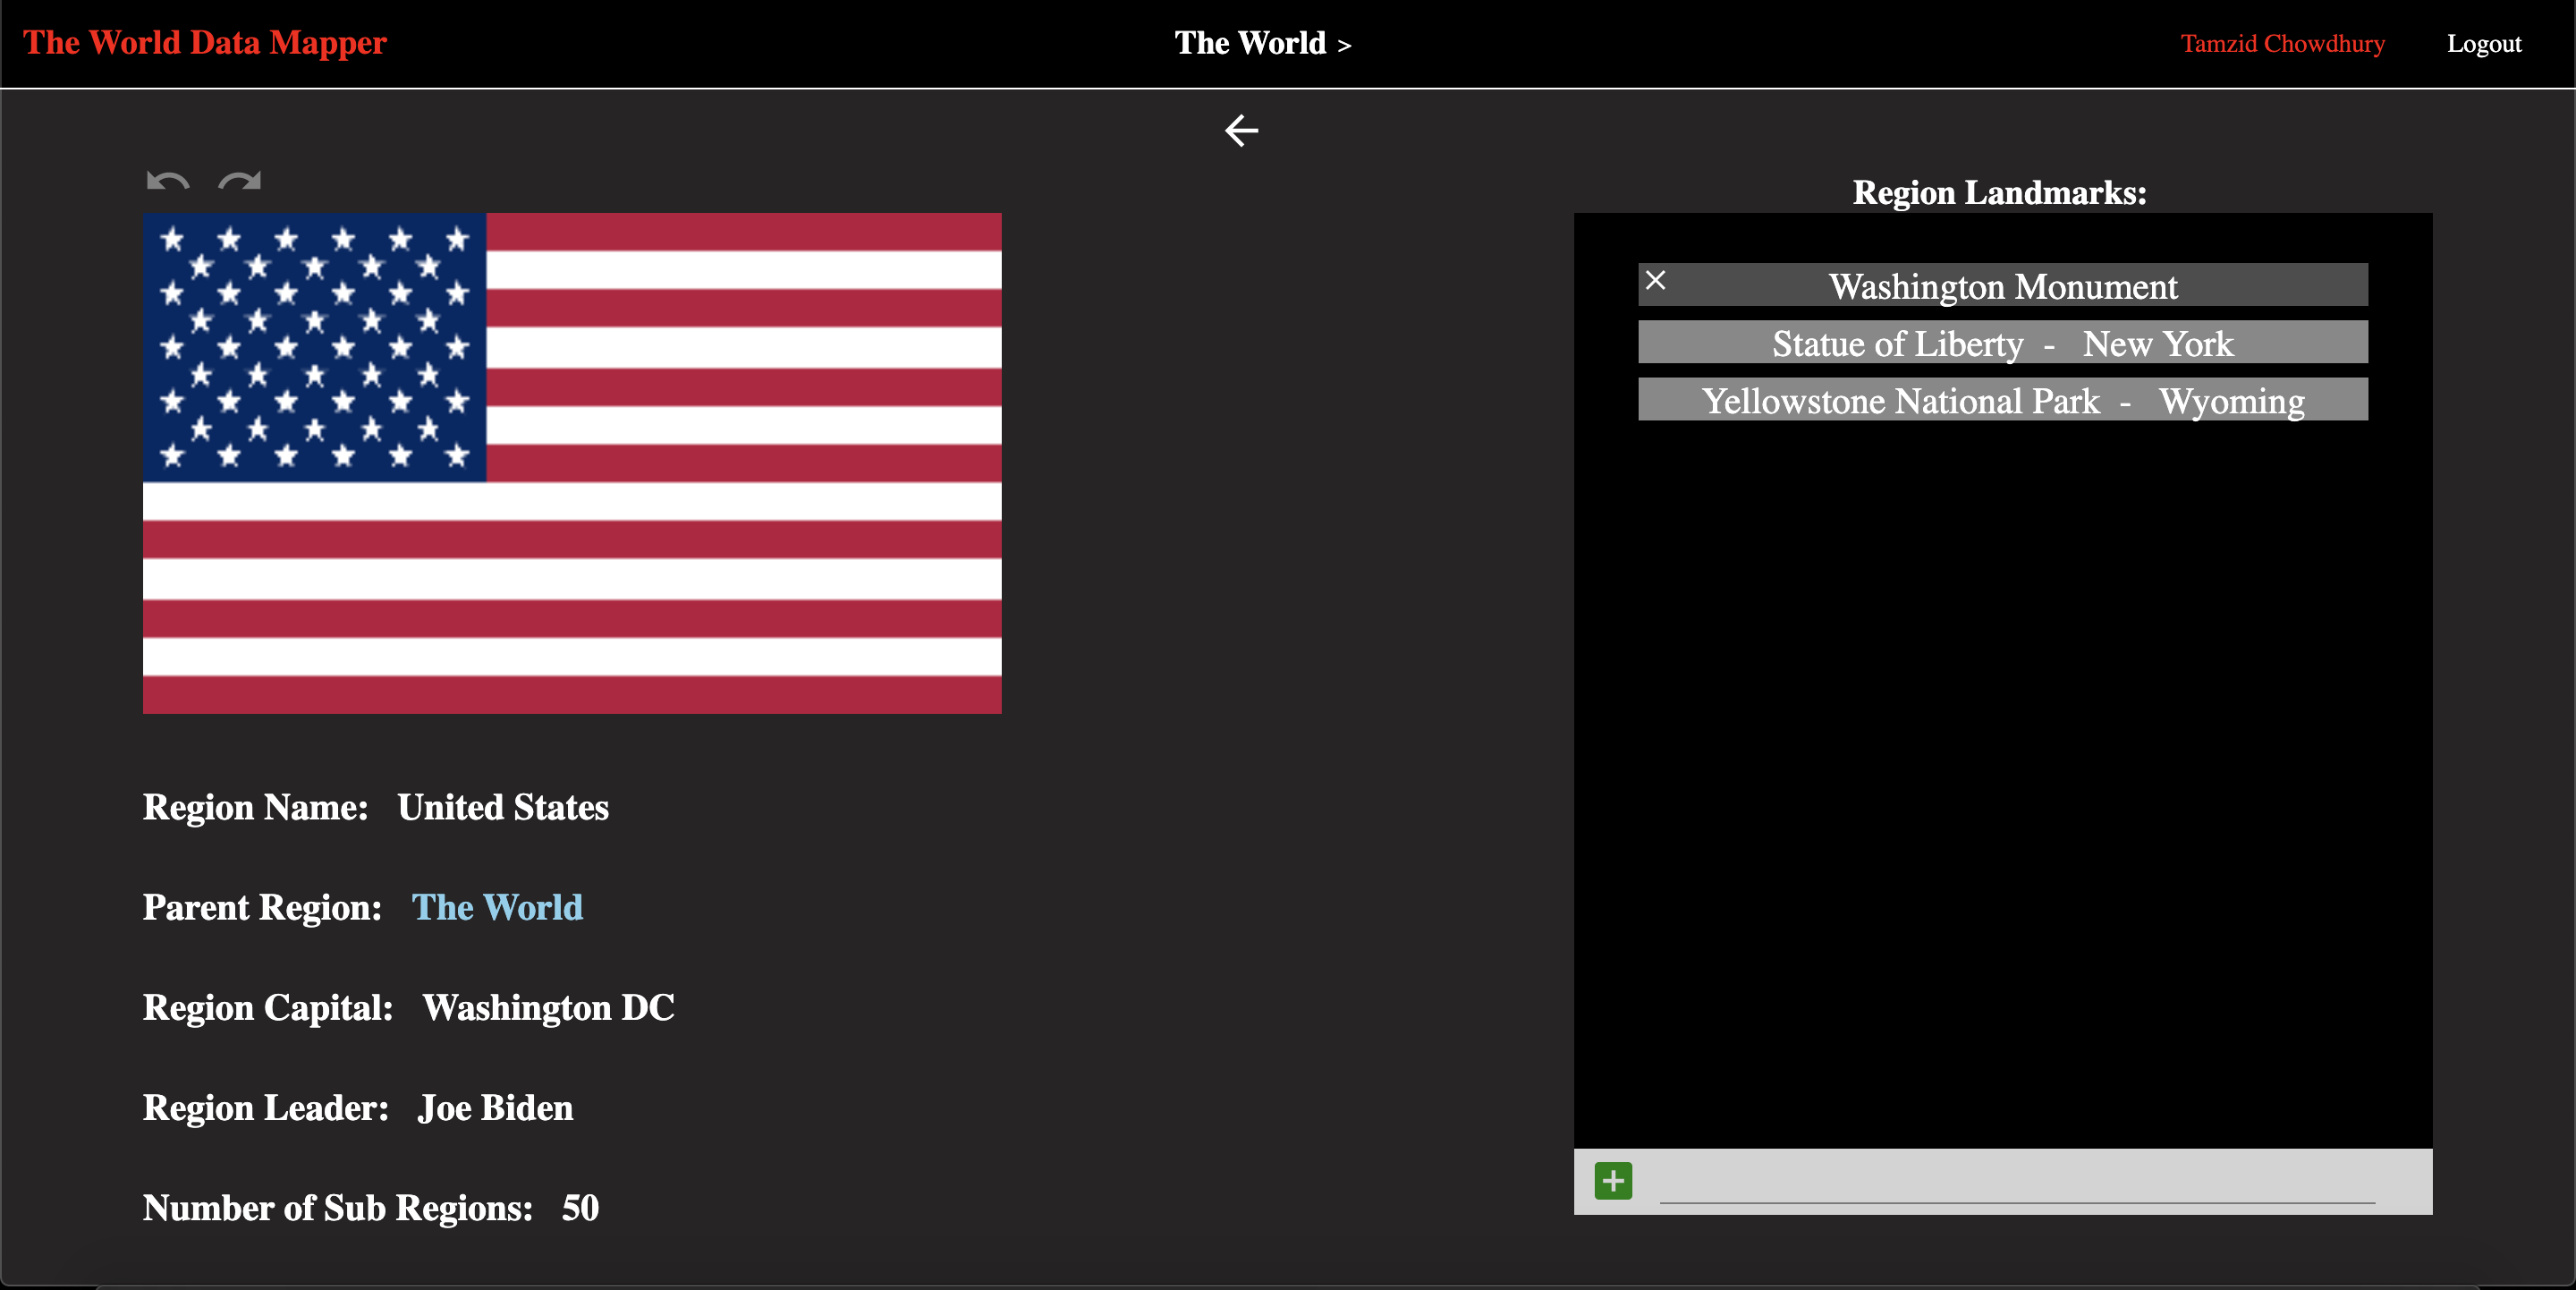 The World Data Mapper
The World >
Tamzid Chowdhury
Logout
Region Landmarks:
Washington Monument
Statue of Liberty - New York
Yellowstone National Park - Wyoming
Region Name: United States
Parent Region: The World
Region Capital: Washington DC
Region Leader: Joe Biden
Number of Sub Regions: 50